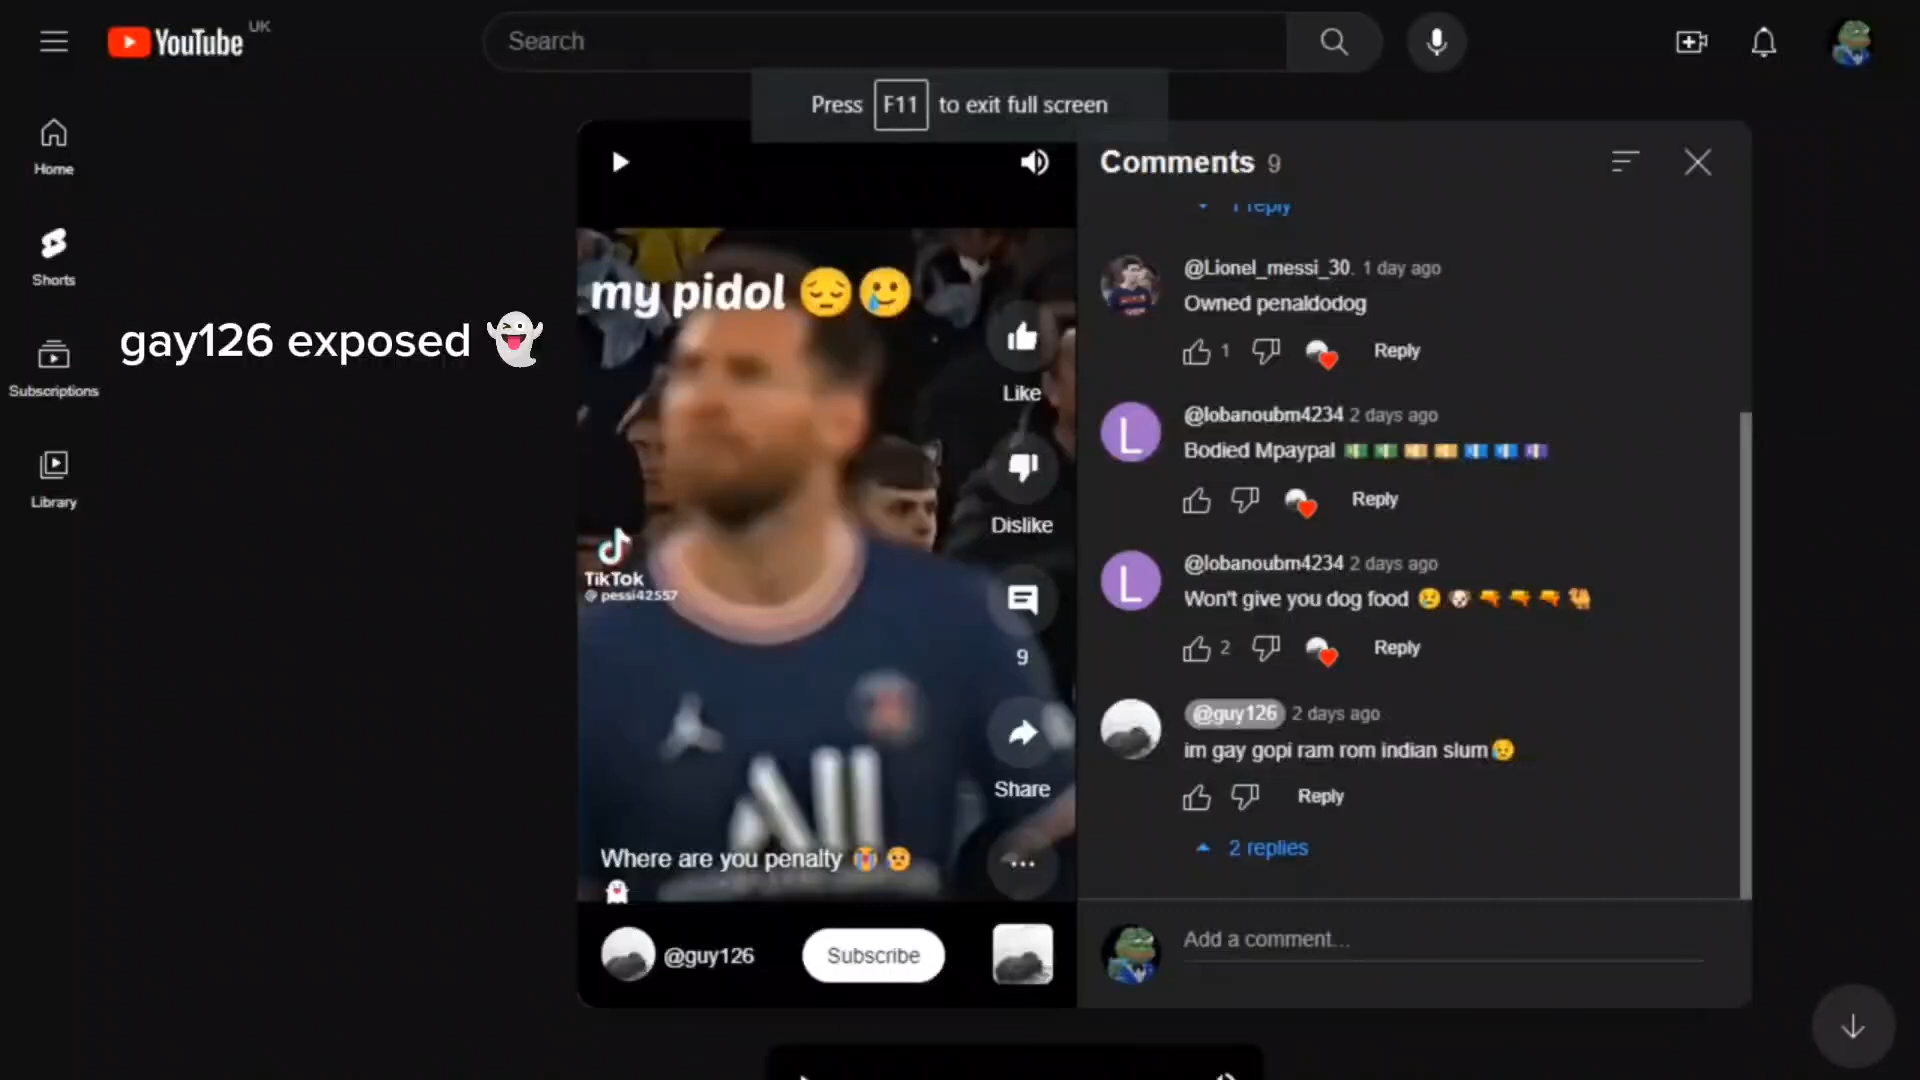 YouTube UK
Search
Press F11 to exit full screen
Home
Shorts
Subscriptions
Library
gay126 exposed 👻
my pidol 😔🥲
Like
Dislike
9
Share
TikTok
@ pessi42557
Where are you penalty 😭🥺
👻
@guy126
Subscribe
Comments 9
1 reply
@Lionel_messi_30. 1 day ago
Owned penaldodog
1
Reply
L
@lobanoubm4234 2 days ago
Bodied Mpaypal 💵💵💴💴💶💶💷
Reply
L
@lobanoubm4234 2 days ago
Won't give you dog food 😢🐶🔫🔫🔫🐫
2
Reply
@guy126 2 days ago
im gay gopi ram rom indian slum😥
Reply
2 replies
Add a comment...